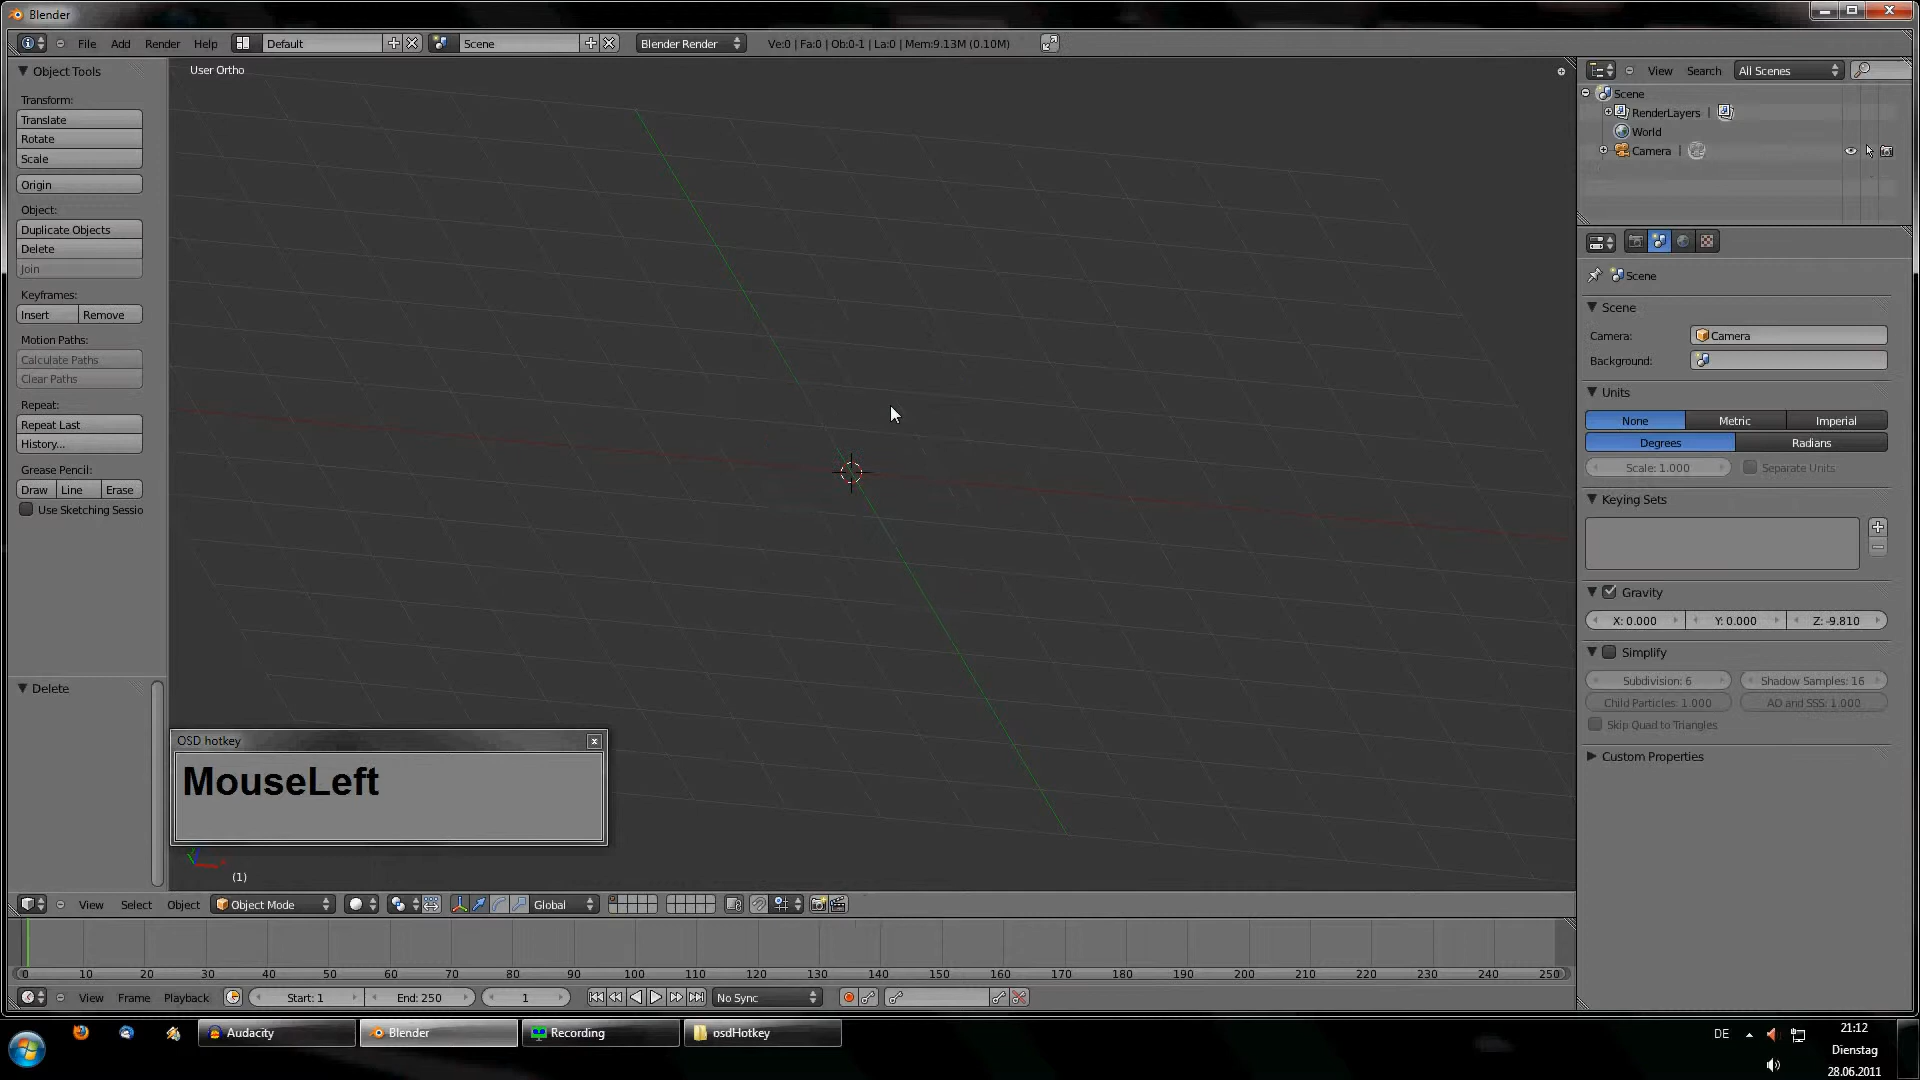 Blender
File Add Render Help Default Scene Blender Render Ve:0 | Fa:0 | Ob:0-1 | La:0 | Mem:9.13M (0.10M)
Object Tools
Transform:
Translate
Rotate
Scale
Origin
Object:
Duplicate Objects
Delete
Join
Keyframes:
Insert Remove
Motion Paths:
Calculate Paths
Clear Paths
Repeat:
Repeat Last
History...
Grease Pencil:
Draw Line Erase
Use Sketching Sessio
Delete
User Ortho
OSD hotkey
MouseLeft
(1)
View Search All Scenes
Scene
RenderLayers |
World
Camera |
Scene
Scene
Camera: Camera
Background:
Units
None Metric Imperial
Degrees Radians
Scale: 1.000 Separate Units
Keying Sets
Gravity
X: 0.000 Y: 0.000 Z: -9.810
Simplify
Subdivision: 6 Shadow Samples: 16
Child Particles: 1.000 AO and SSS: 1.000
Skip Quad to Triangles
Custom Properties
View Select Object Object Mode Global
0 10 20 30 40 50 60 70 80 90 100 110 120 130 140 150 160 170 180 190 200 210 220 230 240 250
View Frame Playback Start: 1 End: 250 1 No Sync
Audacity Blender Recording osdHotkey DE 21:12
Dienstag
28.06.2011